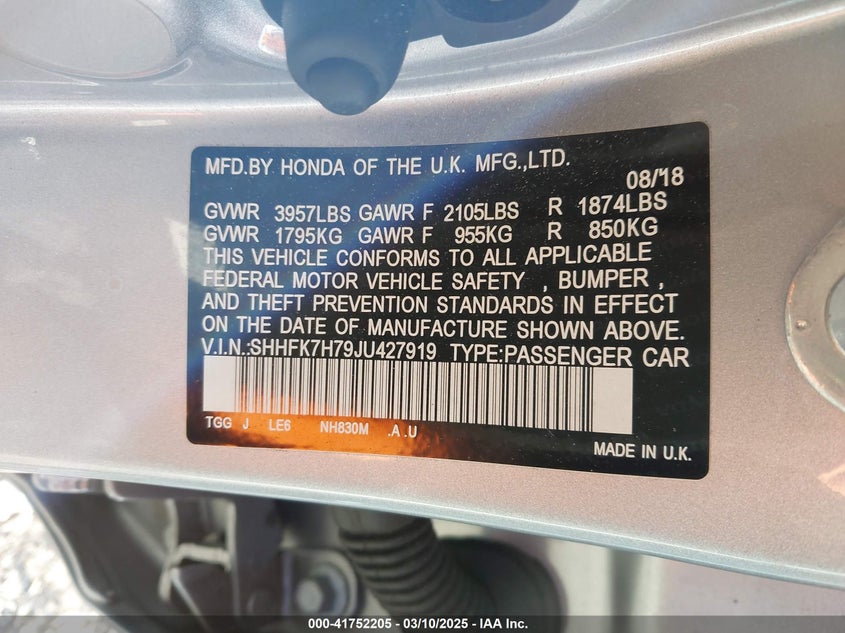 MFD.BY HONDA OF THE U.K. MFG.,LTD.
08/18
GVWR 3957LBS GAWR F 2105LBS R 1874LBS
GVWR 1795KG GAWR F 955KG R 850KG
THIS VEHICLE CONFORMS TO ALL APPLICABLE
FEDERAL MOTOR VEHICLE SAFETY , BUMPER ,
AND THEFT PREVENTION STANDARDS IN EFFECT
ON THE DATE OF MANUFACTURE SHOWN ABOVE.
V.I.N.:SHHFK7H79JU427919 TYPE:PASSENGER CAR
TGG J LE6 NH830M .A .U
MADE IN U.K.
000-41752205 - 03/10/2025 - IAA Inc.